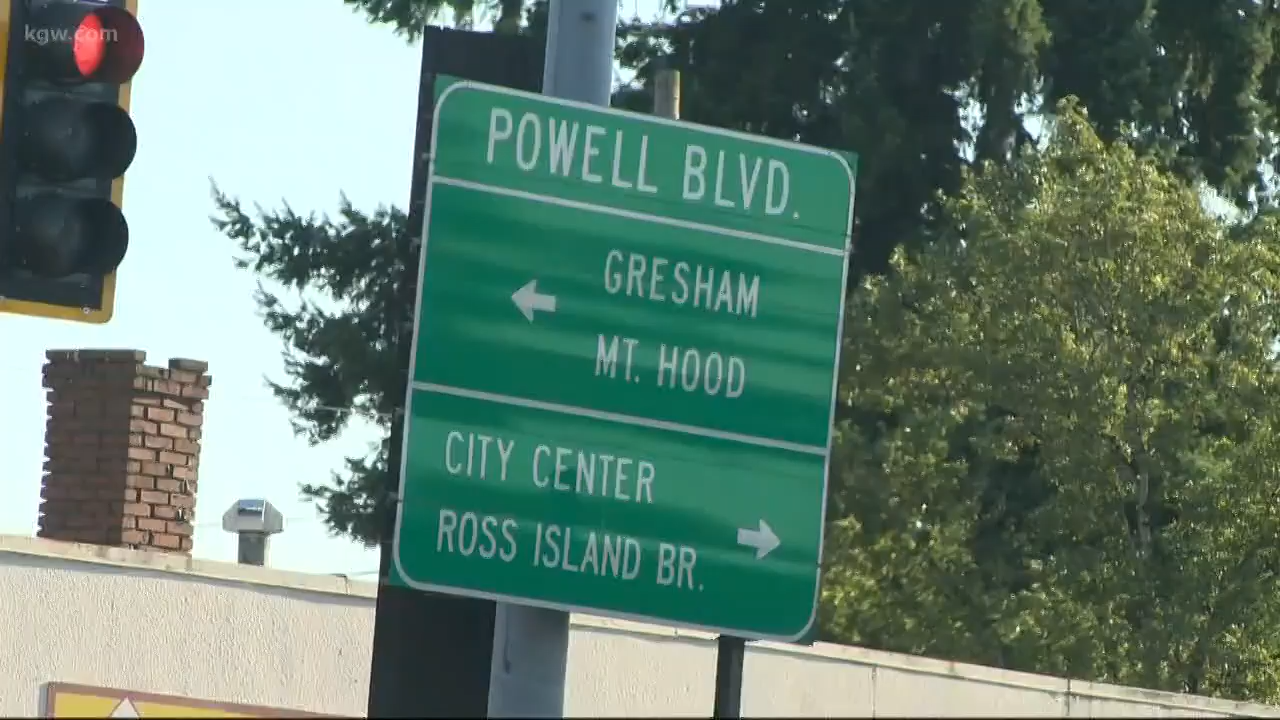 kgw.com
POWELL BLVD.
GRESHAM
MT. HOOD
CITY CENTER
ROSS ISLAND BR.